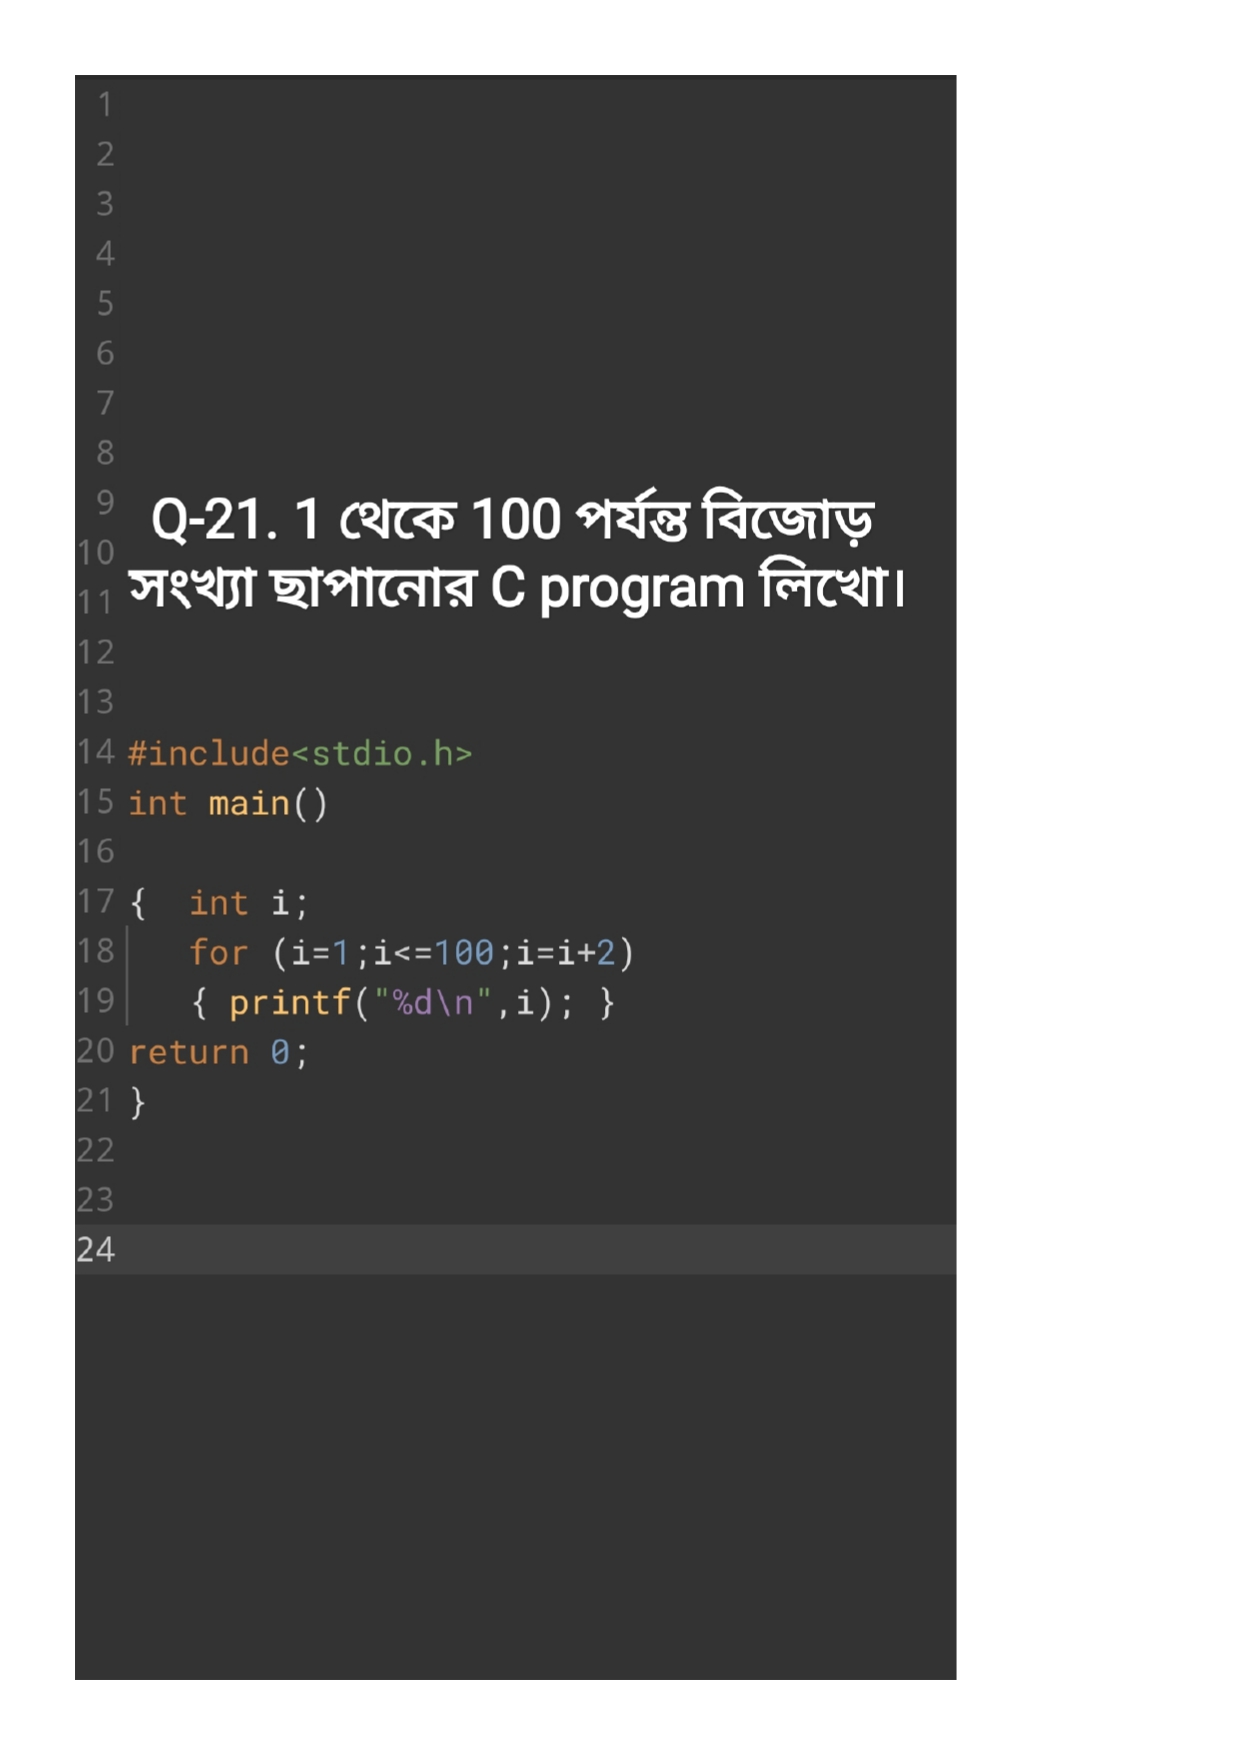 1
2
3
4
5
6
7
8
9 Q-21. 1 থেকে 100 পর্যন্ত বিজোড়
10
11 সংখ্যা ছাপানোর C program লিখো।
12
13
14 #include<stdio.h>
15 int main()
16
17 {  int i;
18    for (i=1;i<=100;i=i+2)
19    { printf("%d\n",i); }
20 return 0;
21 }
22
23
24